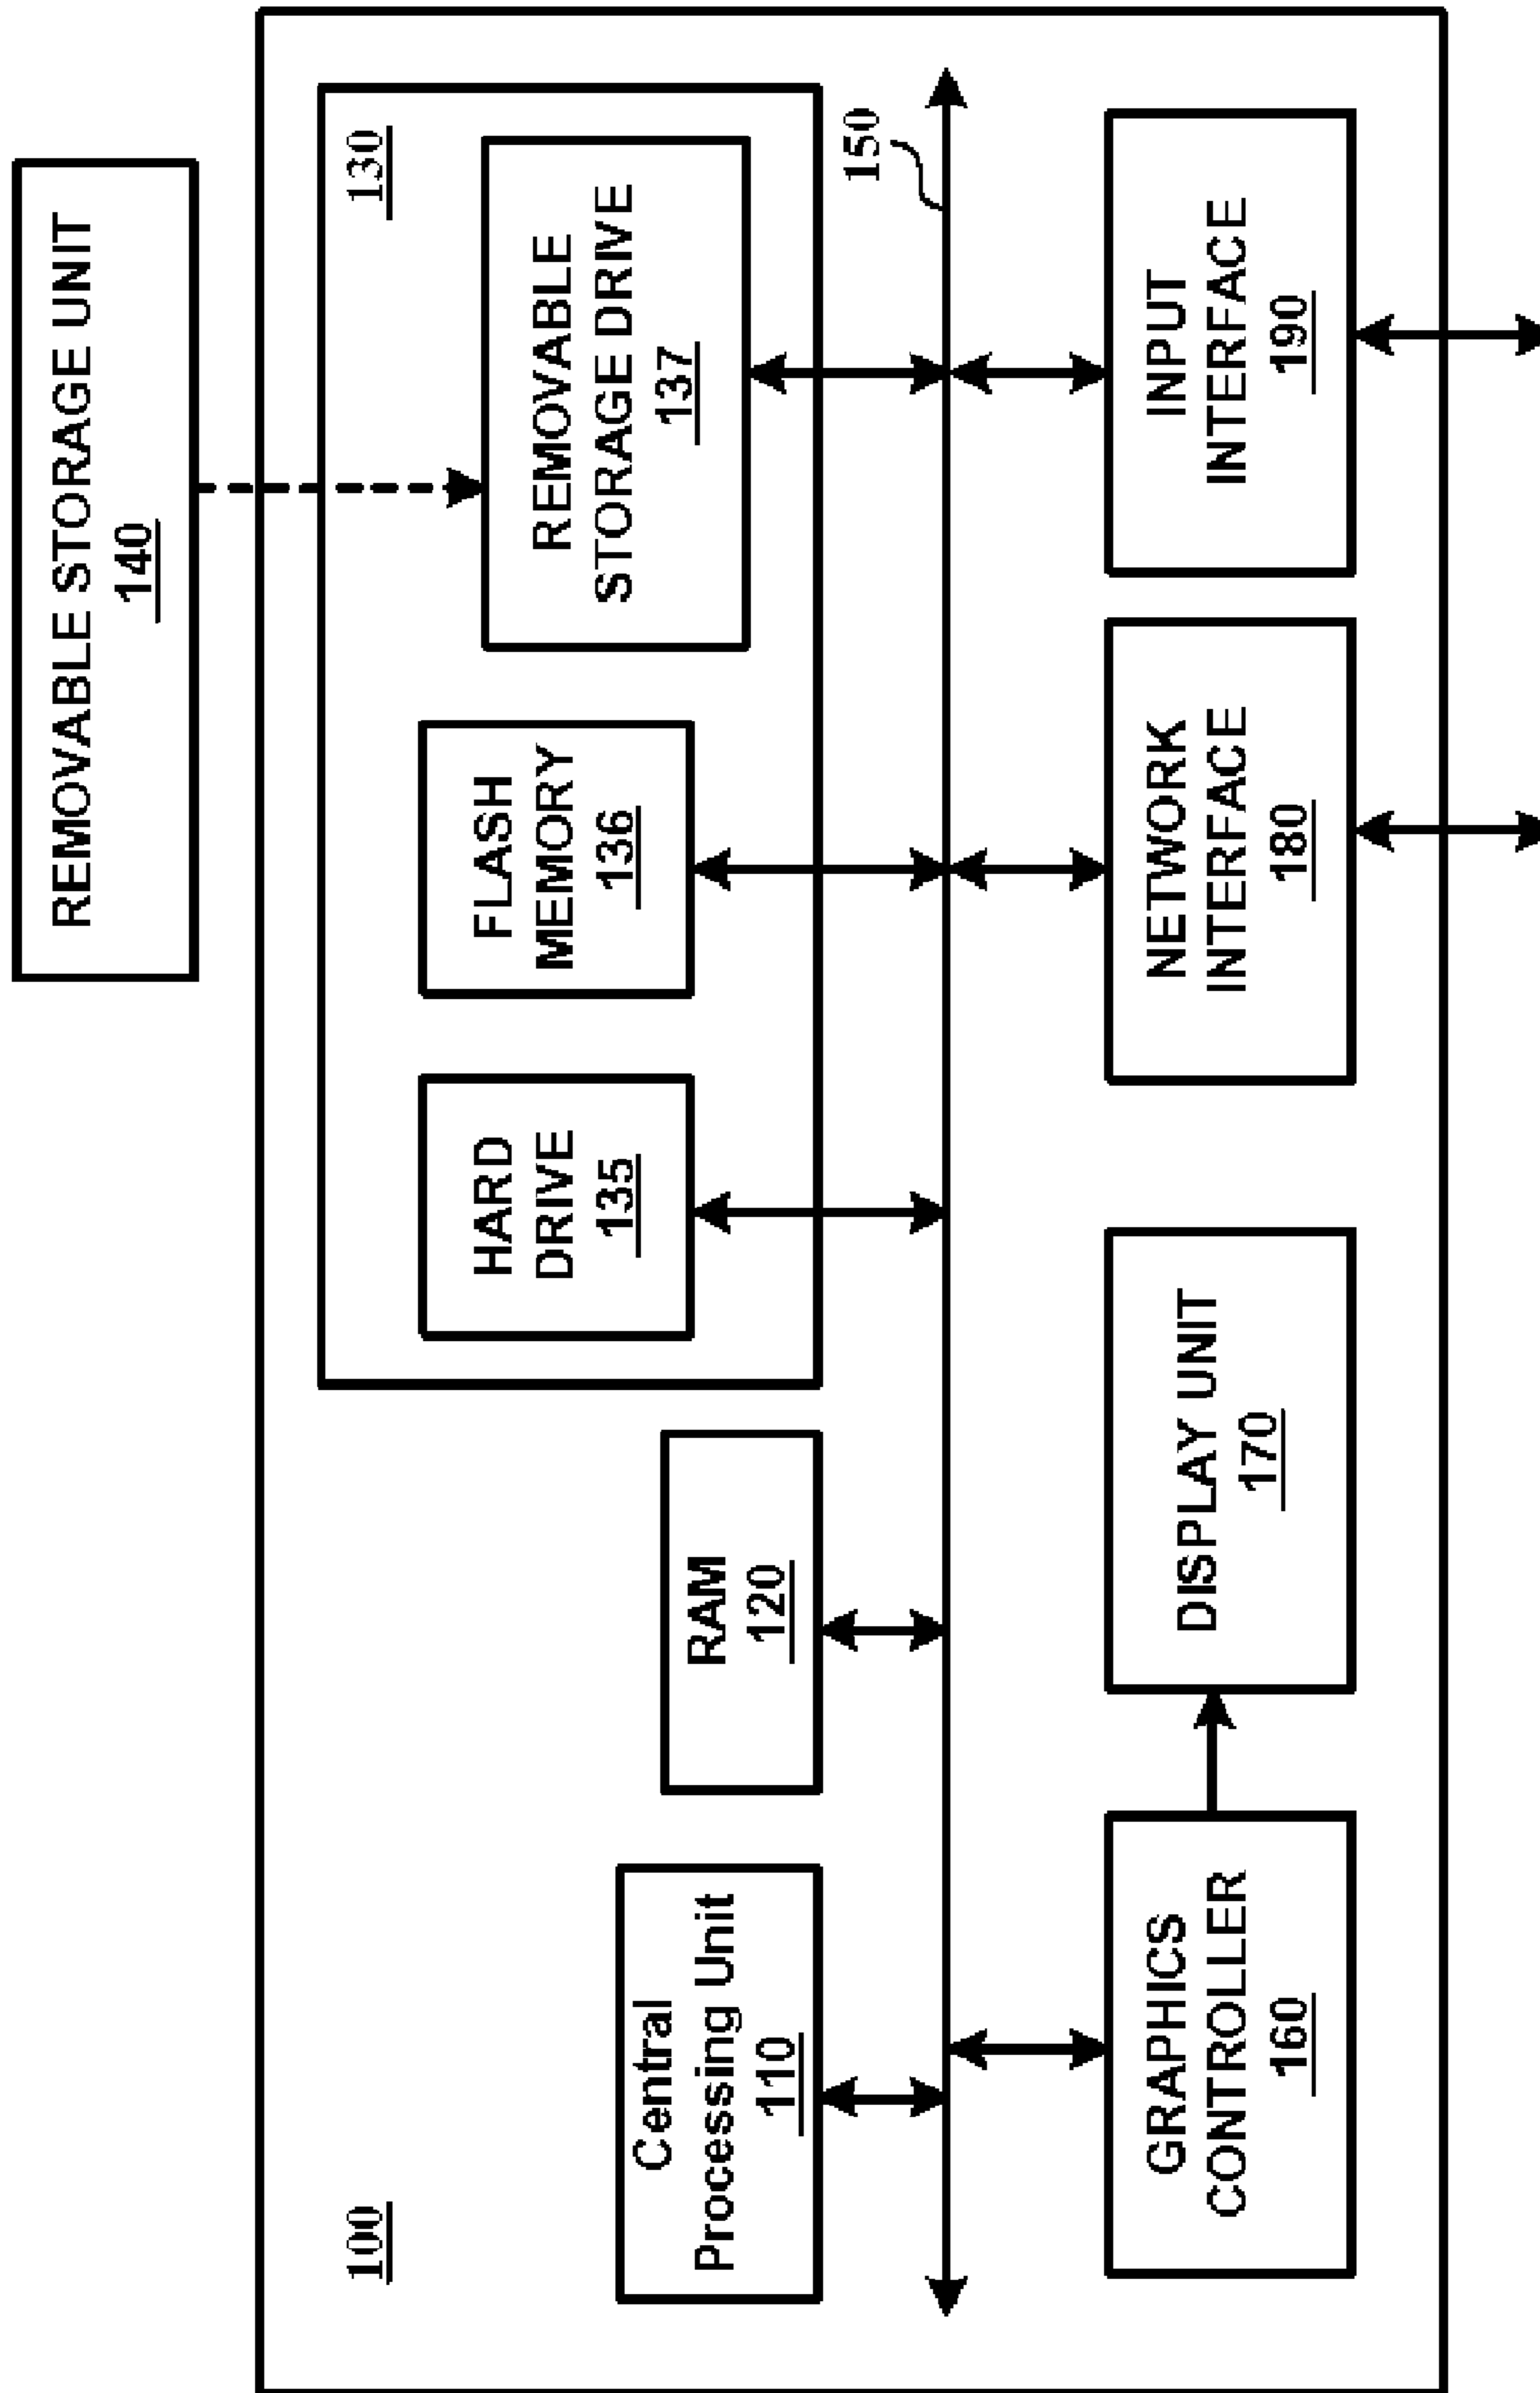 REMOVABLE STORAGE UNIT
140
100
130
Central
Processing Unit
110
RAM
120
HARD
DRIVE
135
FLASH
MEMORY
136
REMOVABLE
STORAGE DRIVE
137
150
GRAPHICS
CONTROLLER
160
DISPLAY UNIT
170
NETWORK
INTERFACE
180
INPUT
INTERFACE
190